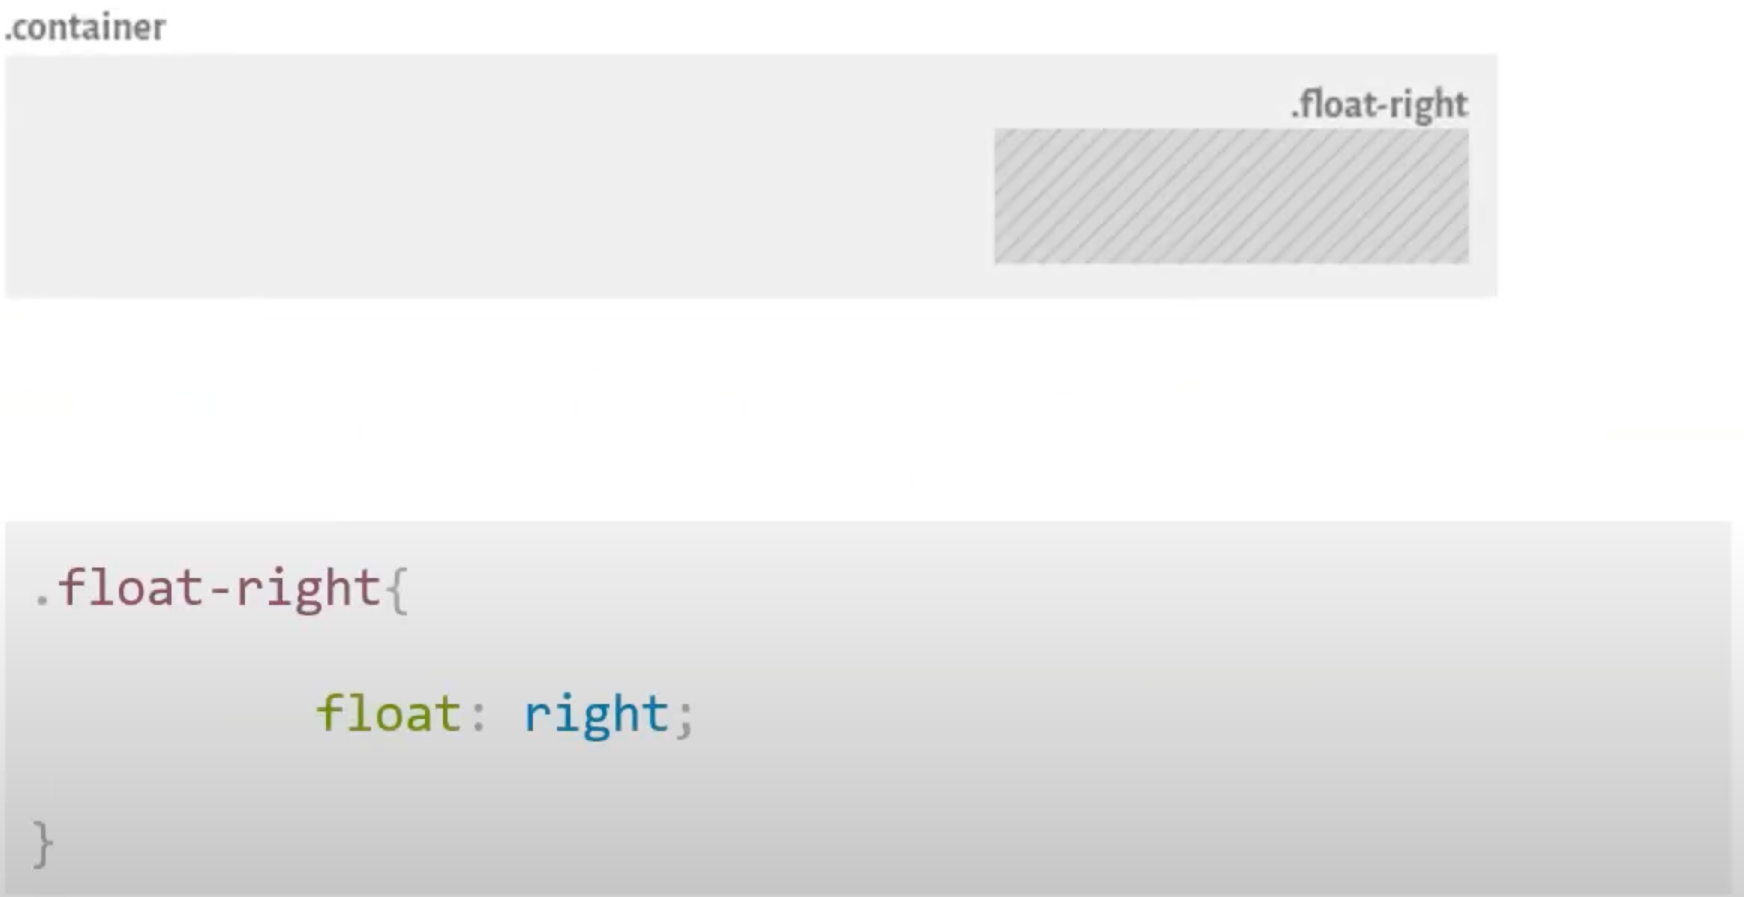 .container
.float-right
.float-right{
float: right;
}